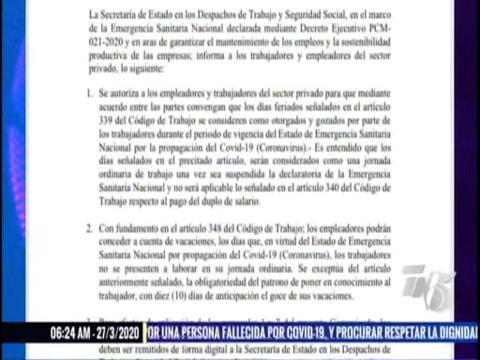 La Secretaría de Estado en los Despachos de Trabajo y Seguridad Social, en el marco
de la Emergencia Sanitaria Nacional declarada mediante Decreto Ejecutivo PCM-
021-2020 y en aras de garantizar el mantenimiento de los empleos y la sostenibilidad
productiva de las empresas; informa a los trabajadores y empleadores del sector
privado, lo siguiente:
1. Se autoriza a los empleadores y trabajadores del sector privado para que mediante
acuerdo entre las partes convengan que los días feriados señalados en el artículo
339 del Código de Trabajo se consideren como otorgados y gozados por parte de
los trabajadores durante el periodo de vigencia del Estado de Emergencia Sanitaria
Nacional por la propagación del Covid-19 (Coronavirus).- Es entendido que los
días señalados en el precitado artículo, serán considerados como una jornada
ordinaria de trabajo una vez sea suspendida la declaratoria de la Emergencia
Sanitaria Nacional y no será aplicable lo señalado en el artículo 340 del Código de
Trabajo respecto al pago del duplo de salario.
2. Con fundamento en el artículo 348 del Código de Trabajo; los empleadores podrán
conceder a cuenta de vacaciones, los días que, en virtud del Estado de Emergencia
Sanitaria Nacional por propagación del Covid-19 (Coronavirus), los trabajadores
no se presenten a laborar en su jornada ordinaria. Se exceptúa del artículo
anteriormente señalado, la obligatoriedad del patrono de poner en conocimiento al
trabajador, con diez (10) días de anticipación el goce de sus vacaciones.
06:24 AM - 27/3/2020 POR UNA PERSONA FALLECIDA POR COVID-19, Y PROCURAR RESPETAR LA DIGNIDA
deben ser remitidos de forma digital a la Secretaría de Estado en los Despachos de